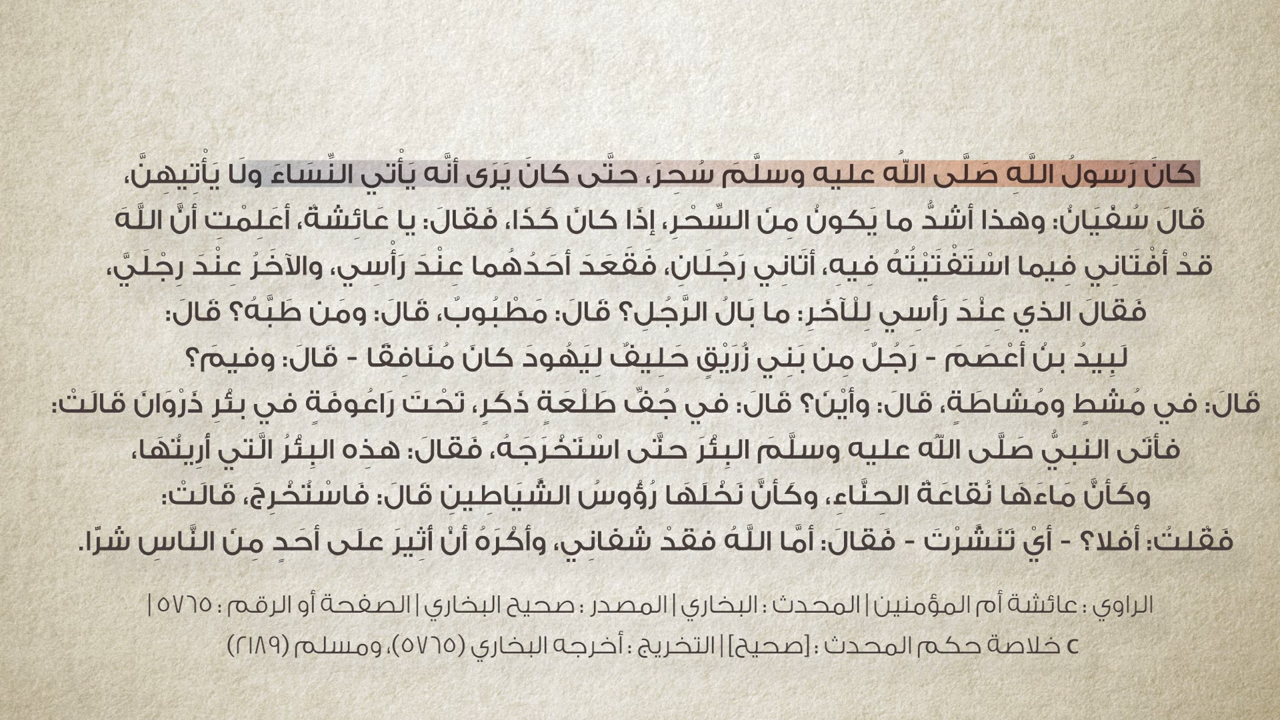 كانَ رَسولُ اللَّهِ صَلَّى اللهُ عليه وسلَّمَ سُحِرَ، حتَّى كانَ يَرَى أنَّه يَأْتي النِّسَاءَ ولَا يَأْتِيهِنَّ،
قالَ سُفْيَانُ: وهذا أشَدُّ ما يَكونُ مِنَ السِّحْرِ، إذَا كانَ كَذَا، فَقالَ: يا عَائِشَةُ، أعَلِمْتِ أنَّ اللَّهَ
قدْ أفْتَانِي فِيما اسْتَفْتَيْتُهُ فِيهِ، أتَانِي رَجُلَانِ، فَقَعَدَ أحَدُهُما عِنْدَ رَأْسِي، والآخَرُ عِنْدَ رِجْلَيَّ،
فَقالَ الذي عِنْدَ رَأْسِي لِلْآخَرِ: ما بَالُ الرَّجُلِ؟ قالَ: مَطْبُوبٌ، قالَ: ومَن طَبَّهُ؟ قالَ:
لَبِيدُ بنُ أعْصَمَ - رَجُلٌ مِن بَنِي زُرَيْقٍ حَلِيفٌ لِيَهُودَ كانَ مُنَافِقًا - قالَ: وفيمَ؟
قالَ: في مُشْطٍ ومُشَاطَةٍ، قالَ: وأَيْنَ؟ قالَ: في جُفِّ طَلْعَةٍ ذَكَرٍ، تَحْتَ رَاعُوفَةٍ في بئْرِ ذَرْوَانَ قالَتْ:
فأتَى النبيُّ صَلَّى اللهُ عليه وسلَّمَ البِئْرَ حتَّى اسْتَخْرَجَهُ، فَقالَ: هذِه البِئْرُ الَّتي أُرِيتُهَا،
وكَأنَّ مَاءَهَا نُقَاعَةُ الحِنَّاءِ، وكَأنَّ نَخْلَهَا رُؤُوسُ الشَّيَاطِينِ قالَ: فَاسْتُخْرِجَ، قالَتْ:
فَقُلتُ: أفلا؟ - أيْ تَنَشَّرْتَ - فَقالَ: أمَّا اللَّهُ فقَدْ شَفَانِي، وأَكْرَهُ أنْ أُثِيرَ علَى أحَدٍ مِنَ النَّاسِ شَرًّا.
الراوي : عائشة أم المؤمنين | المحدث : البخاري | المصدر : صحيح البخاري | الصفحة أو الرقم : ٥٧٦٥ |
c خلاصة حكم المحدث : [صحيح] | التخريج : أخرجه البخاري (٥٧٦٥)، ومسلم (٢١٨٩)